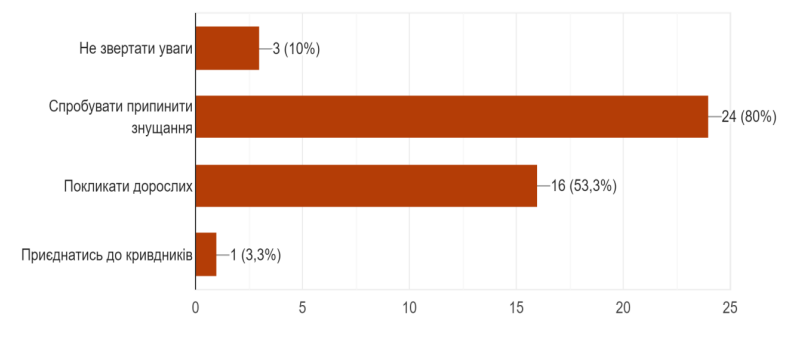 Не звертати уваги
3 (10%)
Спробувати припинити
знущання
24 (80%)
Покликати дорослих
16 (53,3%)
Приєднатись до кривдників
1 (3,3%)
0 5 10 15 20 25